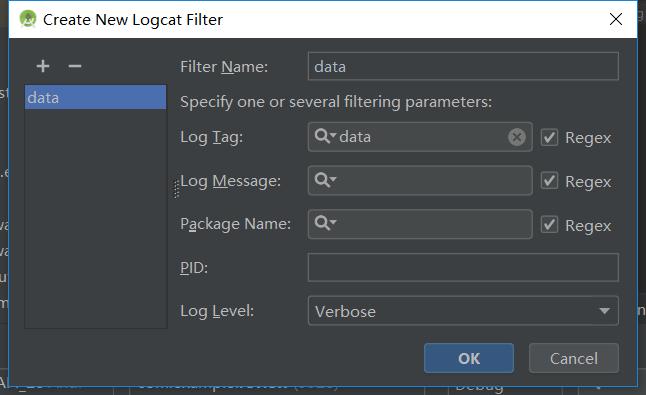 Create New Logcat Filter
data
Filter Name: data
Specify one or several filtering parameters:
Log Tag: data Regex
Log Message: Regex
Package Name: Regex
PID:
Log Level: Verbose
OK Cancel
Debug